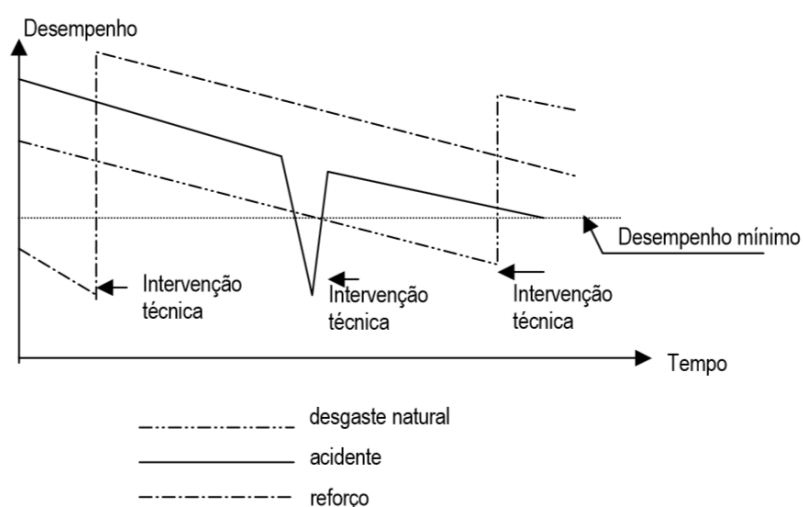 Desempenho
Desempenho mínimo
Intervenção
técnica
Intervenção
técnica
Intervenção
técnica
Tempo
desgaste natural
acidente
reforço